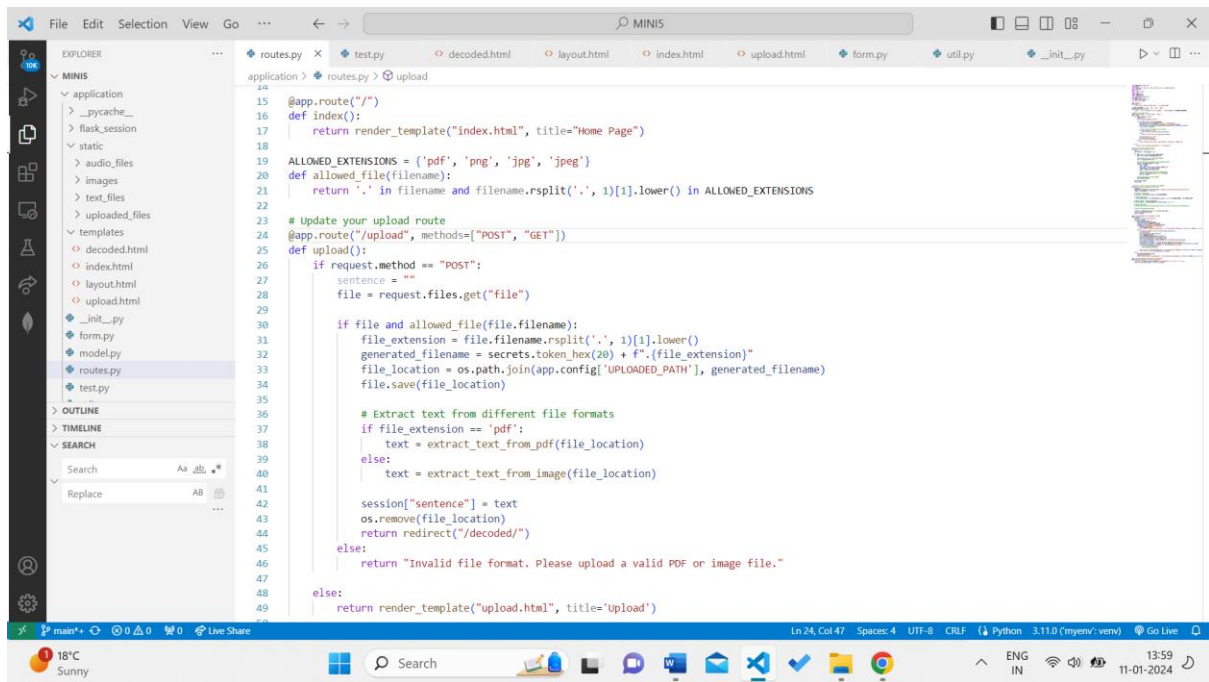 File Edit Selection View Go ... MINI5
EXPLORER ...
MINI5
application
__pycache__
flask_session
static
audio_files
images
text_files
uploaded_files
templates
decoded.html
index.html
layout.html
upload.html
__init__.py
form.py
model.py
routes.py
test.py
OUTLINE
TIMELINE
SEARCH
Search Aa ab .*
Replace AB
...
10K
routes.py × test.py decoded.html layout.html index.html upload.html form.py util.py __init__.py ...
application > routes.py > upload
14
15 @app.route("/")
16 def index():
17     return render_template("index.html", title="Home Page")
18
19 ALLOWED_EXTENSIONS = {'pdf', 'png', 'jpg', 'jpeg'}
20 def allowed_file(filename):
21     return '.' in filename and filename.rsplit('.', 1)[1].lower() in ALLOWED_EXTENSIONS
22
23 # Update your upload route
24 @app.route("/upload", methods=["POST", "GET"])
25 def upload():
26     if request.method == "POST":
27         sentence = ""
28         file = request.files.get("file")
29
30         if file and allowed_file(file.filename):
31             file_extension = file.filename.rsplit('.', 1)[1].lower()
32             generated_filename = secrets.token_hex(20) + f".{file_extension}"
33             file_location = os.path.join(app.config['UPLOADED_PATH'], generated_filename)
34             file.save(file_location)
35
36             # Extract text from different file formats
37             if file_extension == 'pdf':
38                 text = extract_text_from_pdf(file_location)
39             else:
40                 text = extract_text_from_image(file_location)
41
42             session["sentence"] = text
43             os.remove(file_location)
44             return redirect("/decoded/")
45         else:
46             return "Invalid file format. Please upload a valid PDF or image file."
47
48     else:
49         return render_template("upload.html", title='Upload')
main*+ 0 0 0 Live Share Ln 24, Col 47 Spaces: 4 UTF-8 CRLF Python 3.11.0 ('myenv': venv) Go Live
1 18°C
Sunny
Search
ENG
IN
13:59
11-01-2024